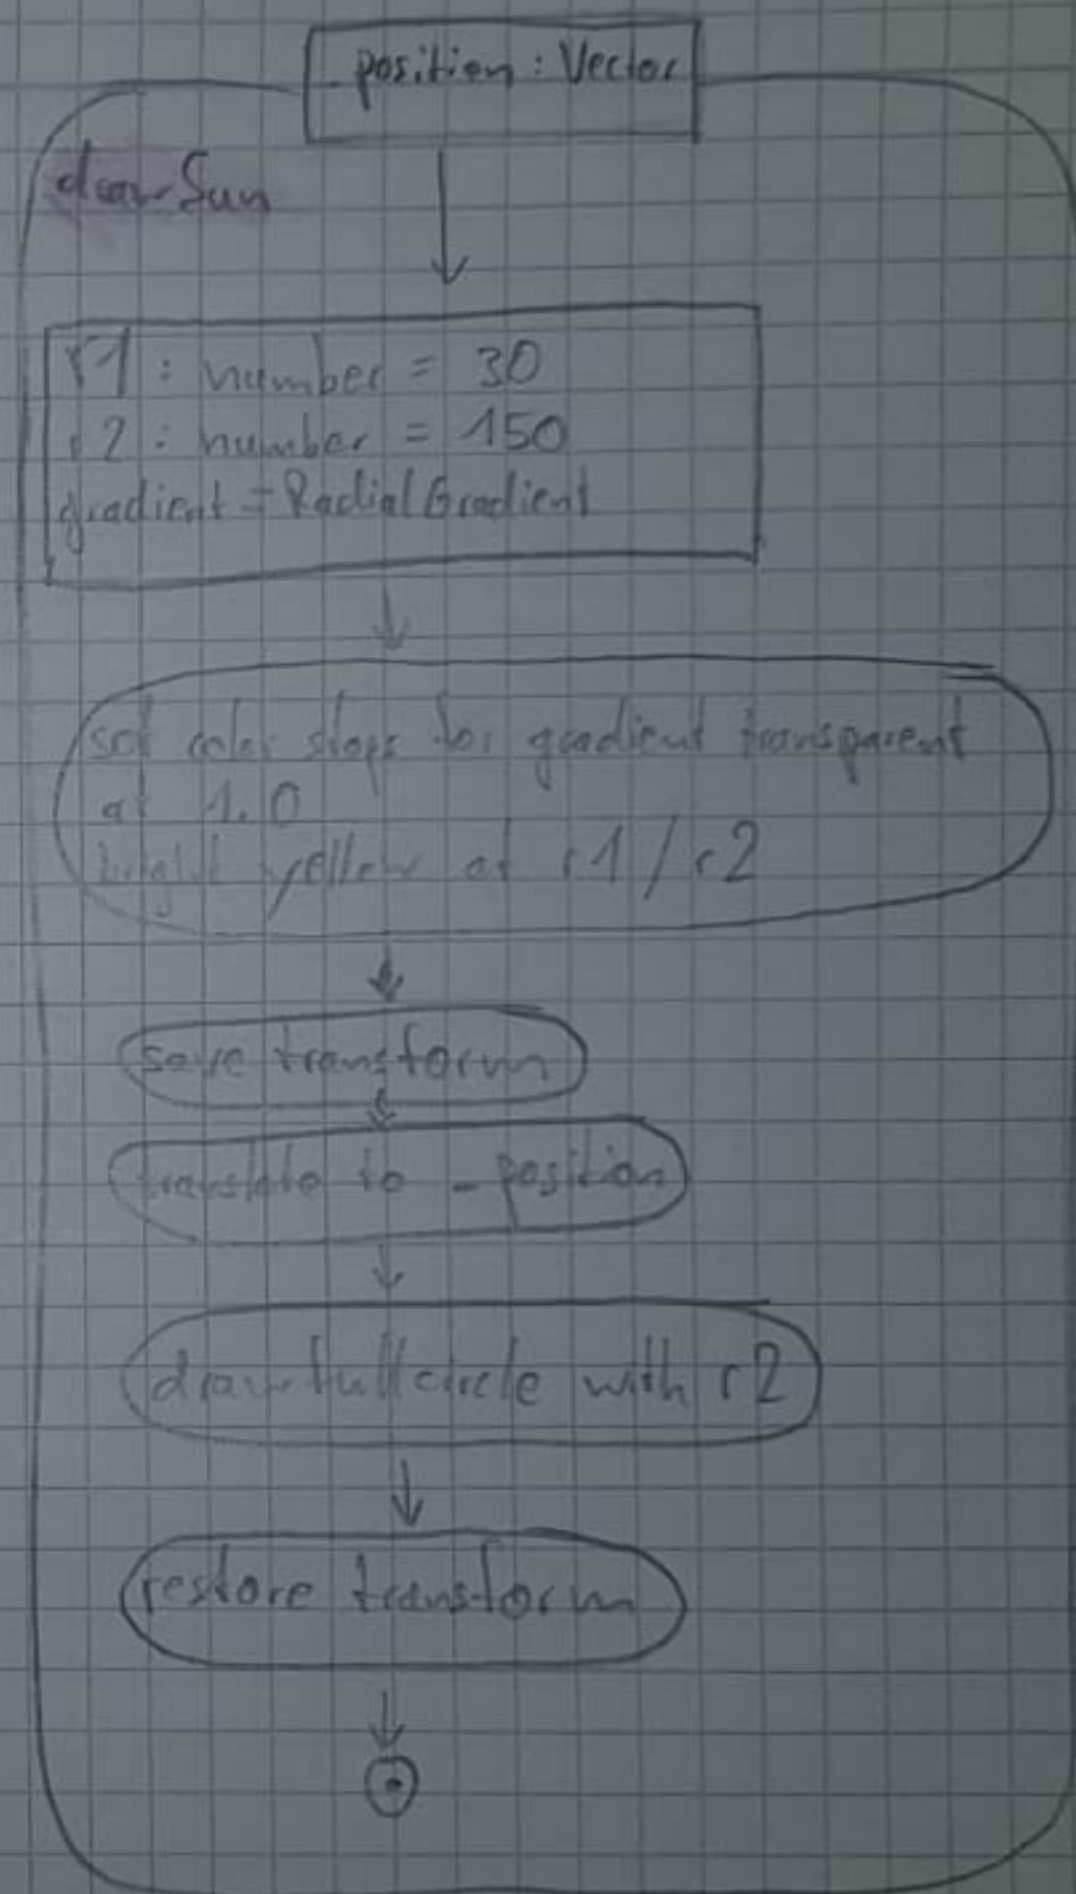 _position : Vector
drawSun
r1 : number = 30
r2 : number = 150
gradient = RadialGradient
set color stops for gradient transparent
at 1.0
bright yellow at r1 / r2
save transform
translate to _position
draw full circle with r2
restore transform